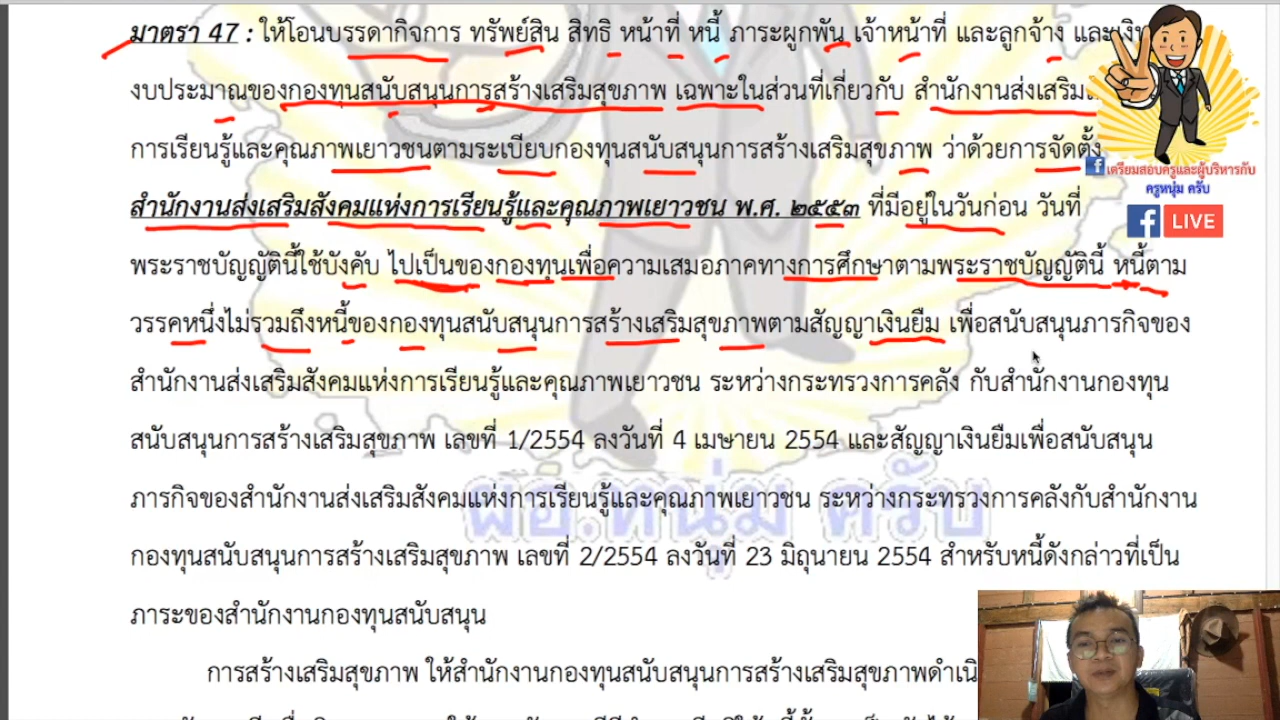 มาตรา 47 : ให้โอนบรรดากิจการ ทรัพย์สิน สิทธิ หน้าที่ หนี้ ภาระผูกพัน เจ้าหน้าที่ และลูกจ้าง และเงิน
งบประมาณของกองทุนสนับสนุนการสร้างเสริมสุขภาพ เฉพาะในส่วนที่เกี่ยวกับ สำนักงานส่งเสริม
การเรียนรู้และคุณภาพเยาวชนตามระเบียบกองทุนสนับสนุนการสร้างเสริมสุขภาพ ว่าด้วยการจัดตั้ง
สำนักงานส่งเสริมสังคมแห่งการเรียนรู้และคุณภาพเยาวชน พ.ศ. ๒๕๕๓ ที่มีอยู่ในวันก่อน วันที่
พระราชบัญญัตินี้ใช้บังคับ ไปเป็นของกองทุนเพื่อความเสมอภาคทางการศึกษาตามพระราชบัญญัตินี้ หนี้ตาม
วรรคหนึ่งไม่รวมถึงหนี้ของกองทุนสนับสนุนการสร้างเสริมสุขภาพตามสัญญาเงินยืม เพื่อสนับสนุนภารกิจของ
สำนักงานส่งเสริมสังคมแห่งการเรียนรู้และคุณภาพเยาวชน ระหว่างกระทรวงการคลัง กับสำนักงานกองทุน
สนับสนุนการสร้างเสริมสุขภาพ เลขที่ 1/2554 ลงวันที่ 4 เมษายน 2554 และสัญญาเงินยืมเพื่อสนับสนุน
ภารกิจของสำนักงานส่งเสริมสังคมแห่งการเรียนรู้และคุณภาพเยาวชน ระหว่างกระทรวงการคลังกับสำนักงาน
กองทุนสนับสนุนการสร้างเสริมสุขภาพ เลขที่ 2/2554 ลงวันที่ 23 มิถุนายน 2554 สำหรับหนี้ดังกล่าวที่เป็น
ภาระของสำนักงานกองทุนสนับสนุน
การสร้างเสริมสุขภาพ ให้สำนักงานกองทุนสนับสนุนการสร้างเสริมสุขภาพดำเนิ
เตรียมสอบครูและผู้บริหารกับ
ครูหนุ่ม ครับ
LIVE
ผอ.หนุ่ม ครับ